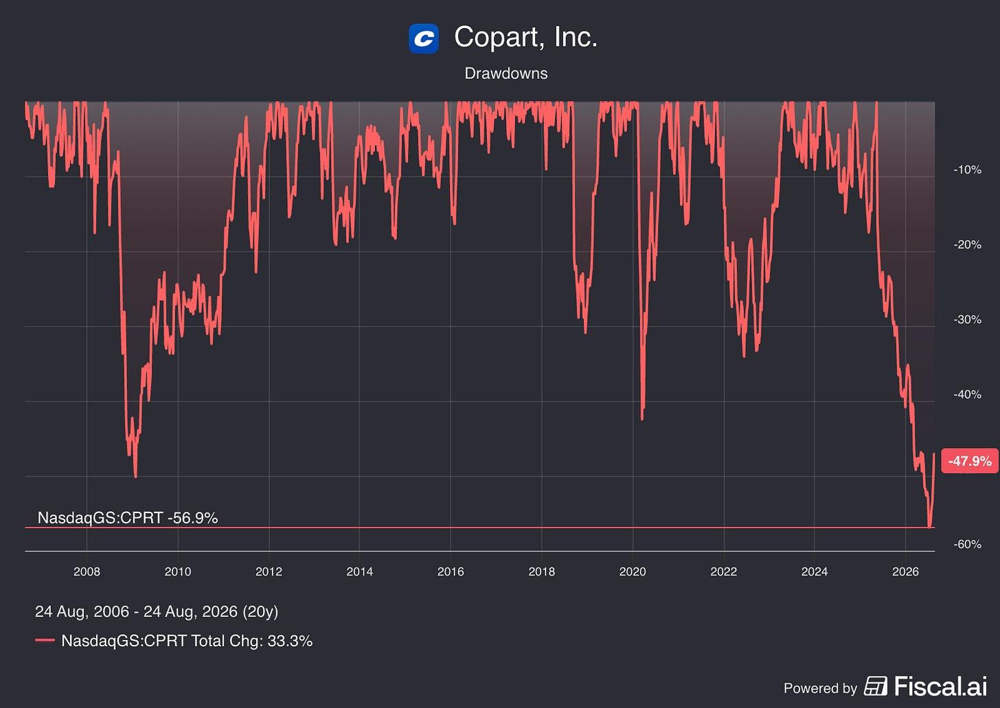 Copart, Inc.
Drawdowns
-10%
-20%
-30%
-40%
-47.9%
NasdaqGS:CPRT -56.9%
-60%
2008 2010 2012 2014 2016 2018 2020 2022 2024 2026
24 Aug, 2006 - 24 Aug, 2026 (20y)
NasdaqGS:CPRT Total Chg: 33.3%
Powered by Fiscal.ai